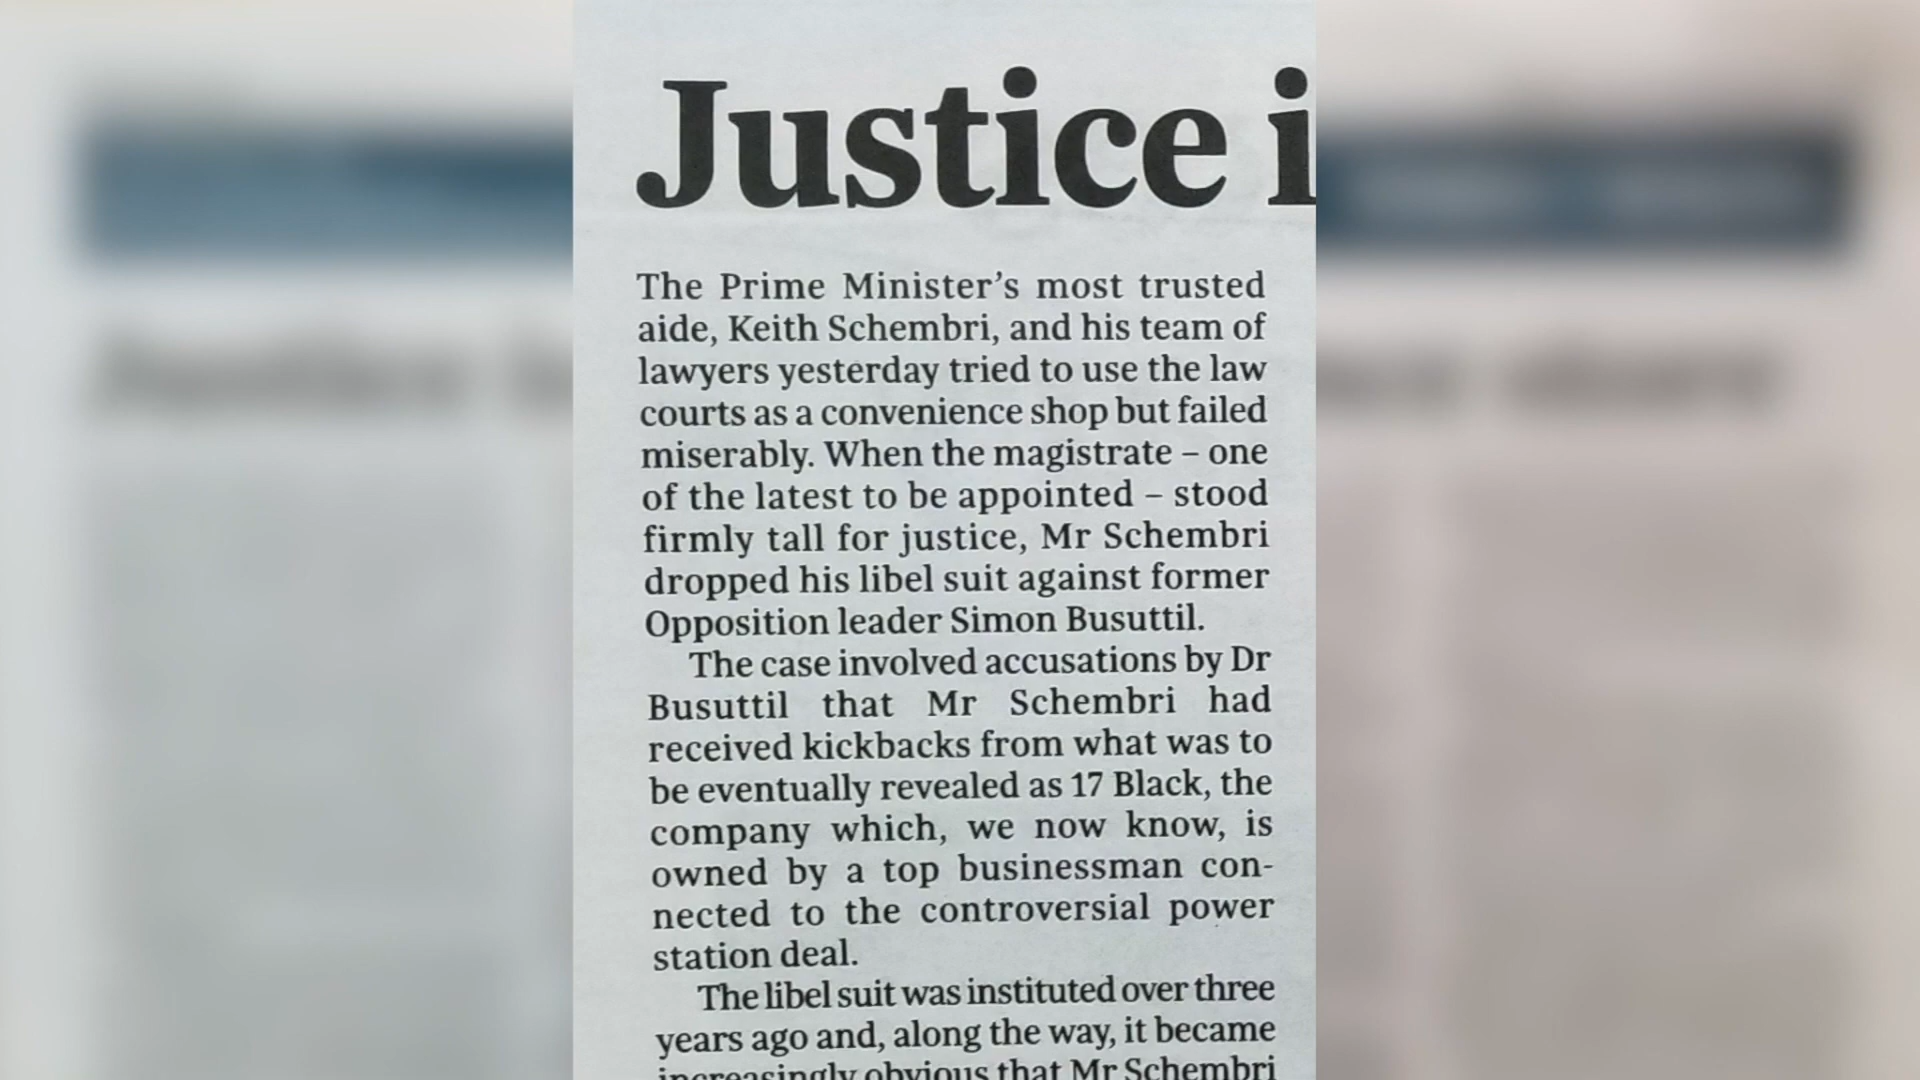 Justice i
The Prime Minister's most trusted
aide, Keith Schembri, and his team of
lawyers yesterday tried to use the law
courts as a convenience shop but failed
miserably. When the magistrate – one
of the latest to be appointed – stood
firmly tall for justice, Mr Schembri
dropped his libel suit against former
Opposition leader Simon Busuttil.
The case involved accusations by Dr
Busuttil that Mr Schembri had
received kickbacks from what was to
be eventually revealed as 17 Black, the
company which, we now know, is
owned by a top businessman con-
nected to the controversial power
station deal.
The libel suit was instituted over three
years ago and, along the way, it became
increasingly obvious that Mr Schembri